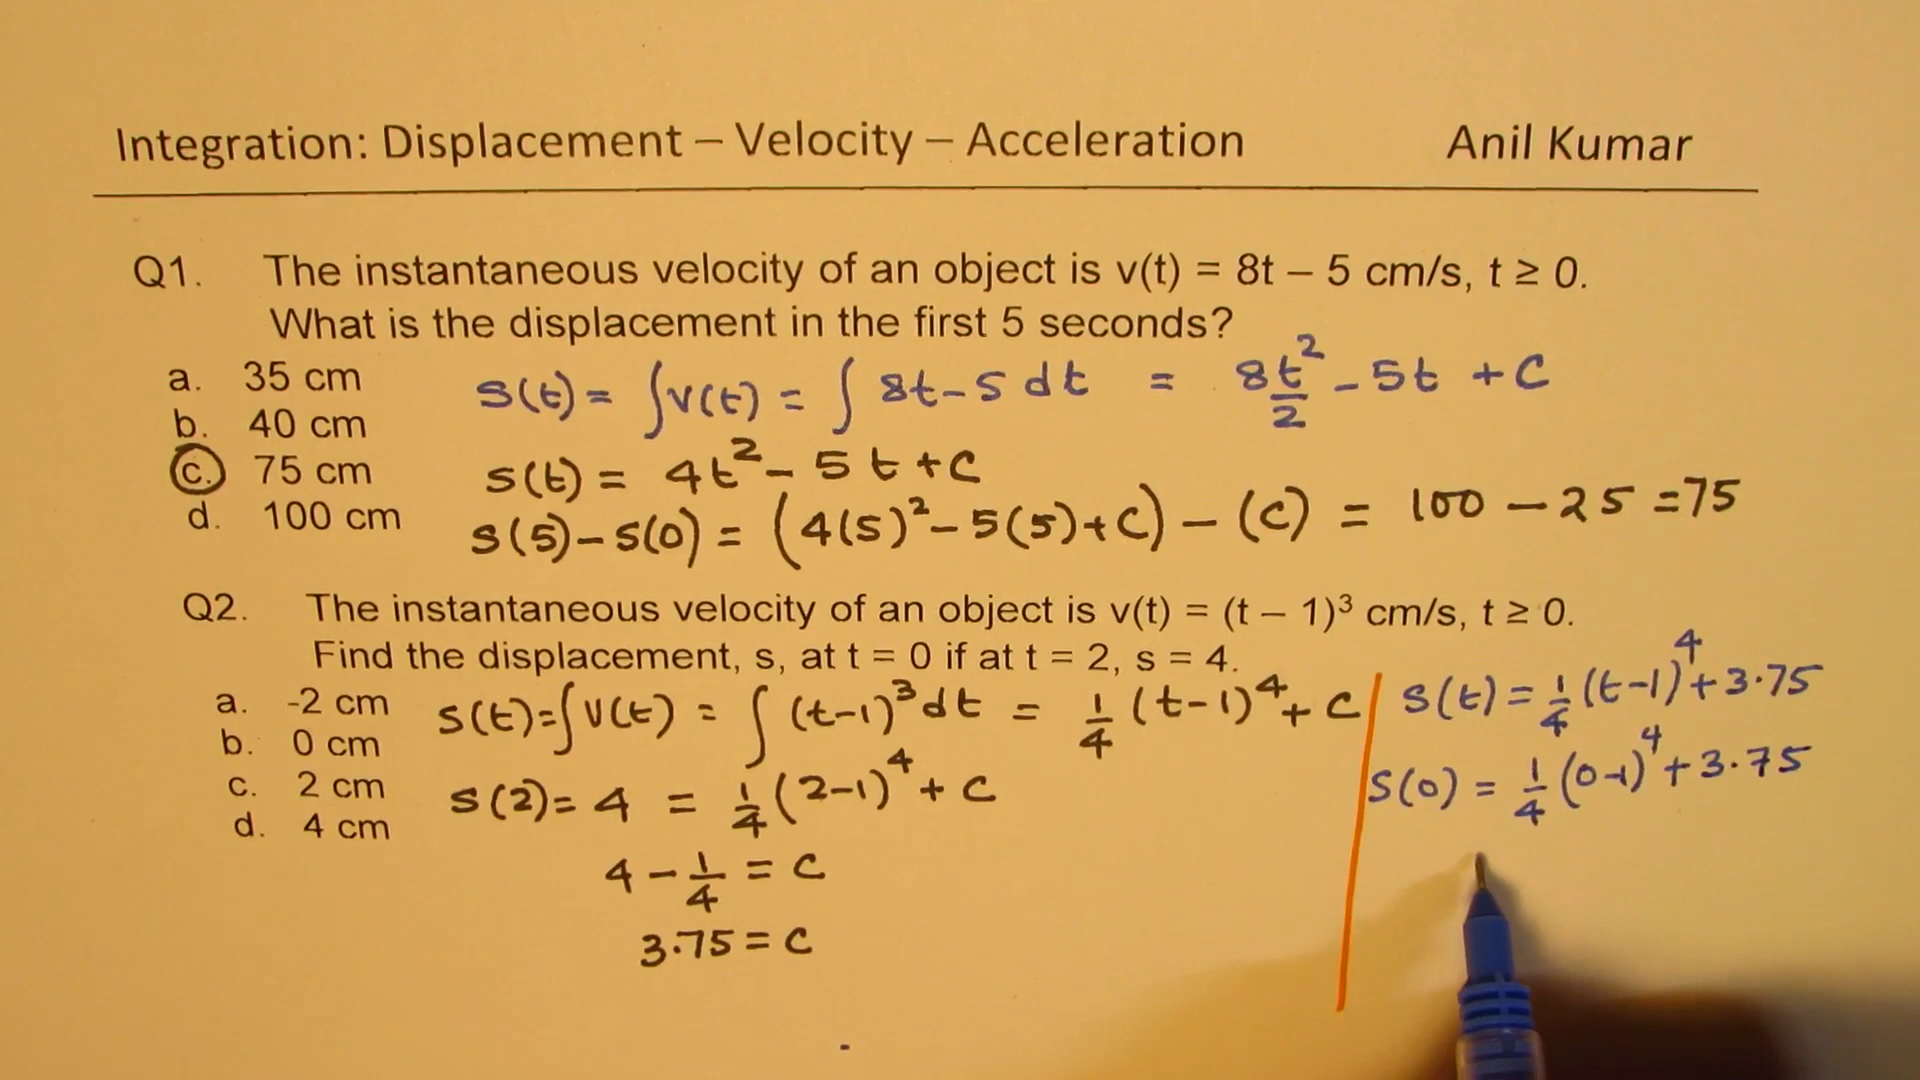 Integration: Displacement – Velocity – Acceleration Anil Kumar
Q1. The instantaneous velocity of an object is v(t) = 8t – 5 cm/s, t ≥ 0.
What is the displacement in the first 5 seconds?
a. 35 cm
b. 40 cm
c. 75 cm
d. 100 cm
s(t) = ∫v(t) = ∫ 8t-5 dt = 8t²/2 - 5t + C
s(t) = 4t² - 5t + C
s(5) - s(0) = (4(5)² - 5(5) + C) - (C) = 100 - 25 = 75
Q2. The instantaneous velocity of an object is v(t) = (t – 1)³ cm/s, t ≥ 0.
Find the displacement, s, at t = 0 if at t = 2, s = 4.
a. -2 cm
b. 0 cm
c. 2 cm
d. 4 cm
s(t) = ∫v(t) = ∫ (t-1)³ dt = 1/4 (t-1)⁴ + C
s(2) = 4 = 1/4 (2-1)⁴ + C
4 - 1/4 = C
3.75 = C
s(t) = 1/4 (t-1)⁴ + 3.75
s(0) = 1/4 (0-1)⁴ + 3.75